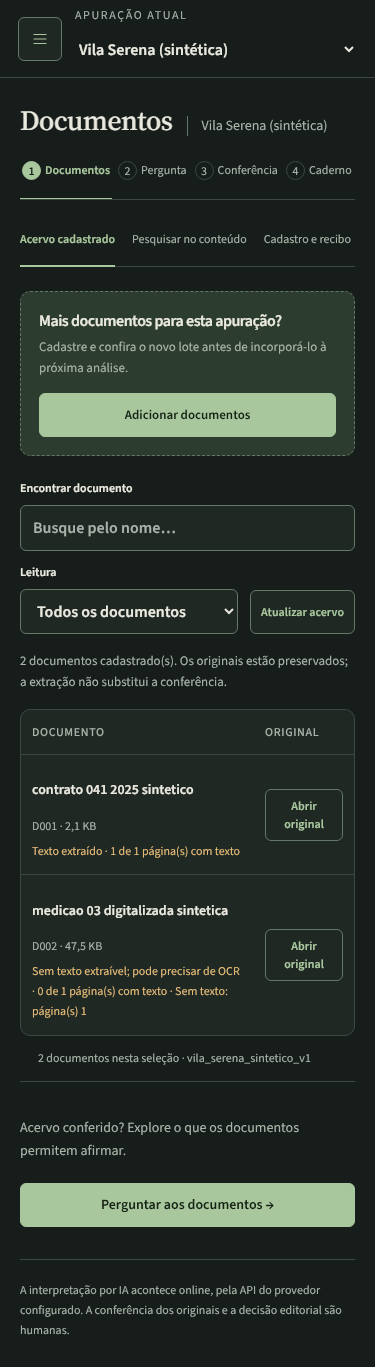 APURAÇÃO ATUAL
Vila Serena (sintética)
Documentos
Vila Serena (sintética)
1 Documentos 2 Pergunta 3 Conferência 4 Caderno
Acervo cadastrado Pesquisar no conteúdo Cadastro e recibo
Mais documentos para esta apuração?
Cadastre e confira o novo lote antes de incorporá-lo à
próxima análise.
Adicionar documentos
Encontrar documento
Busque pelo nome...
Leitura
Todos os documentos
Atualizar acervo
2 documentos cadastrado(s). Os originais estão preservados;
a extração não substitui a conferência.
DOCUMENTO ORIGINAL
contrato 041 2025 sintetico
D001 · 2,1 KB
Texto extraído · 1 de 1 página(s) com texto
Abrir
original
medicao 03 digitalizada sintetica
D002 · 47,5 KB
Sem texto extraível; pode precisar de OCR
· 0 de 1 página(s) com texto · Sem texto:
página(s) 1
Abrir
original
2 documentos nesta seleção · vila_serena_sintetico_v1
Acervo conferido? Explore o que os documentos
permitem afirmar.
Perguntar aos documentos →
A interpretação por IA acontece online, pela API do provedor
configurado. A conferência dos originais e a decisão editorial são
humanas.